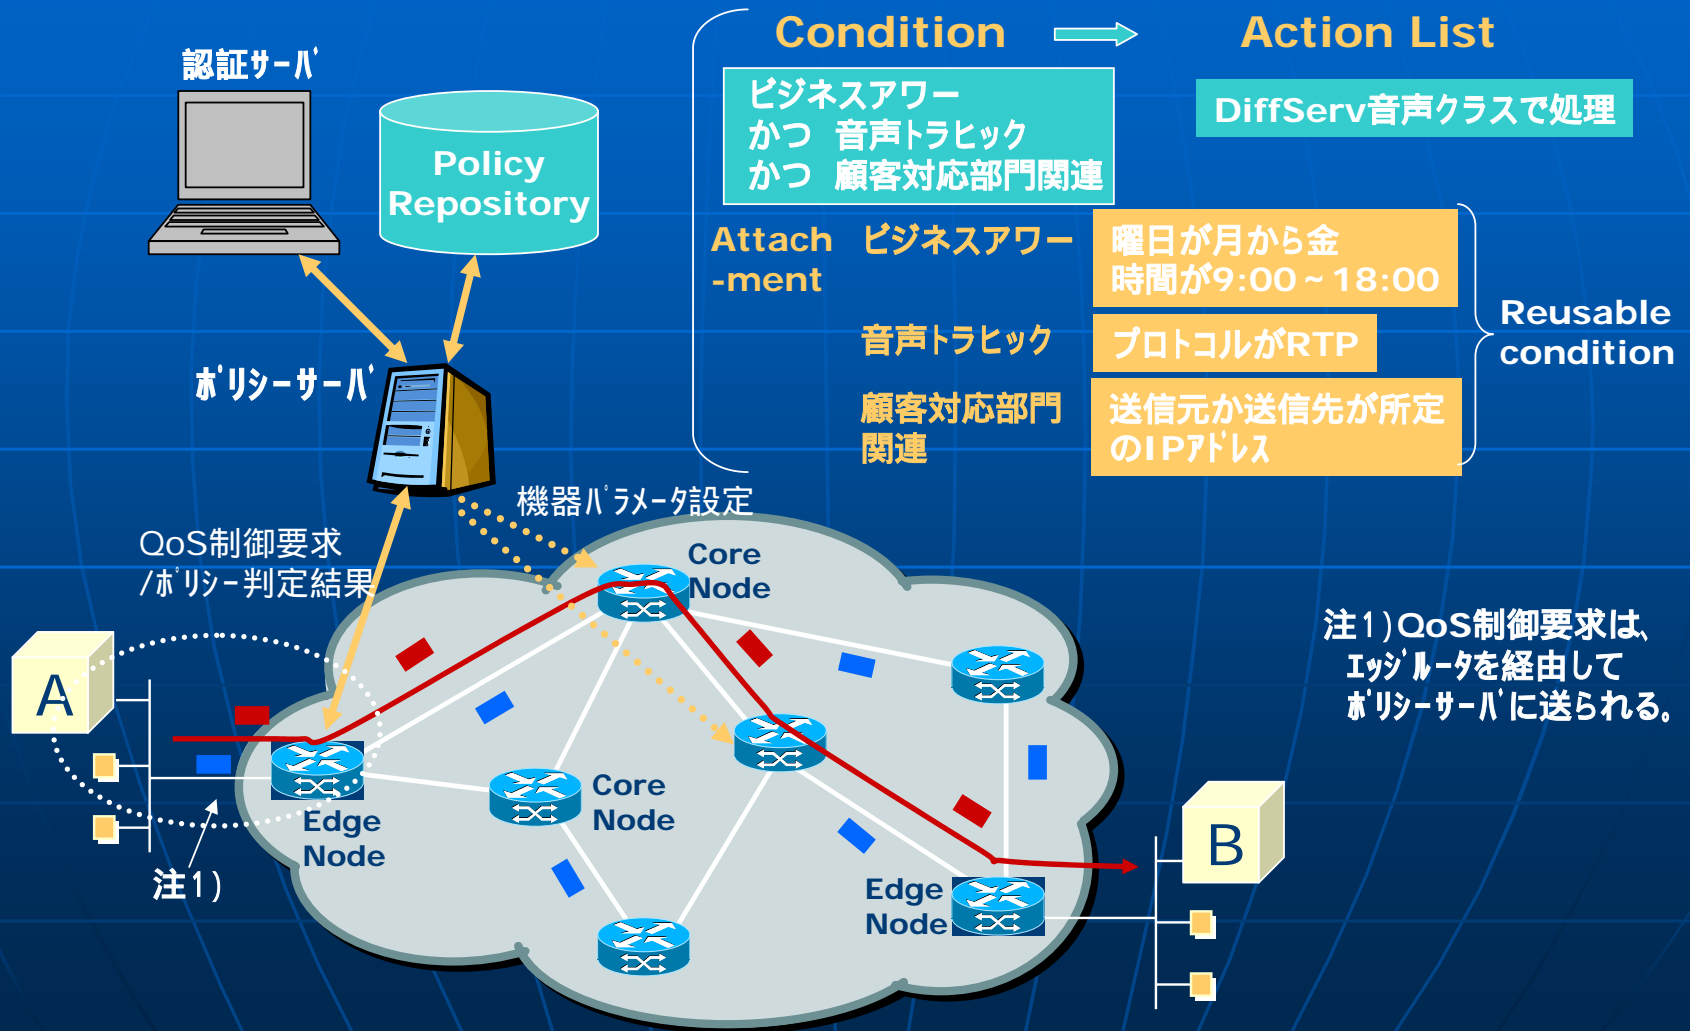 認証サーバ
Policy
Repository
ポリシーサーバ
Condition
Action List
ビジネスアワー
かつ 音声トラヒック
かつ 顧客対応部門関連
DiffServ音声クラスで処理
Attach
-ment
ビジネスアワー
曜日が月から金
時間が9:00~18:00
音声トラヒック
プロトコルがRTP
顧客対応部門
関連
送信元か送信先が所定
のIPアドレス
Reusable
condition
機器パラメータ設定
QoS制御要求
/ポリシー判定結果
Core
Node
A
Edge
Node
Core
Node
Edge
Node
B
注1)
注1)QoS制御要求は、
エッジルータを経由して
ポリシーサーバに送られる。